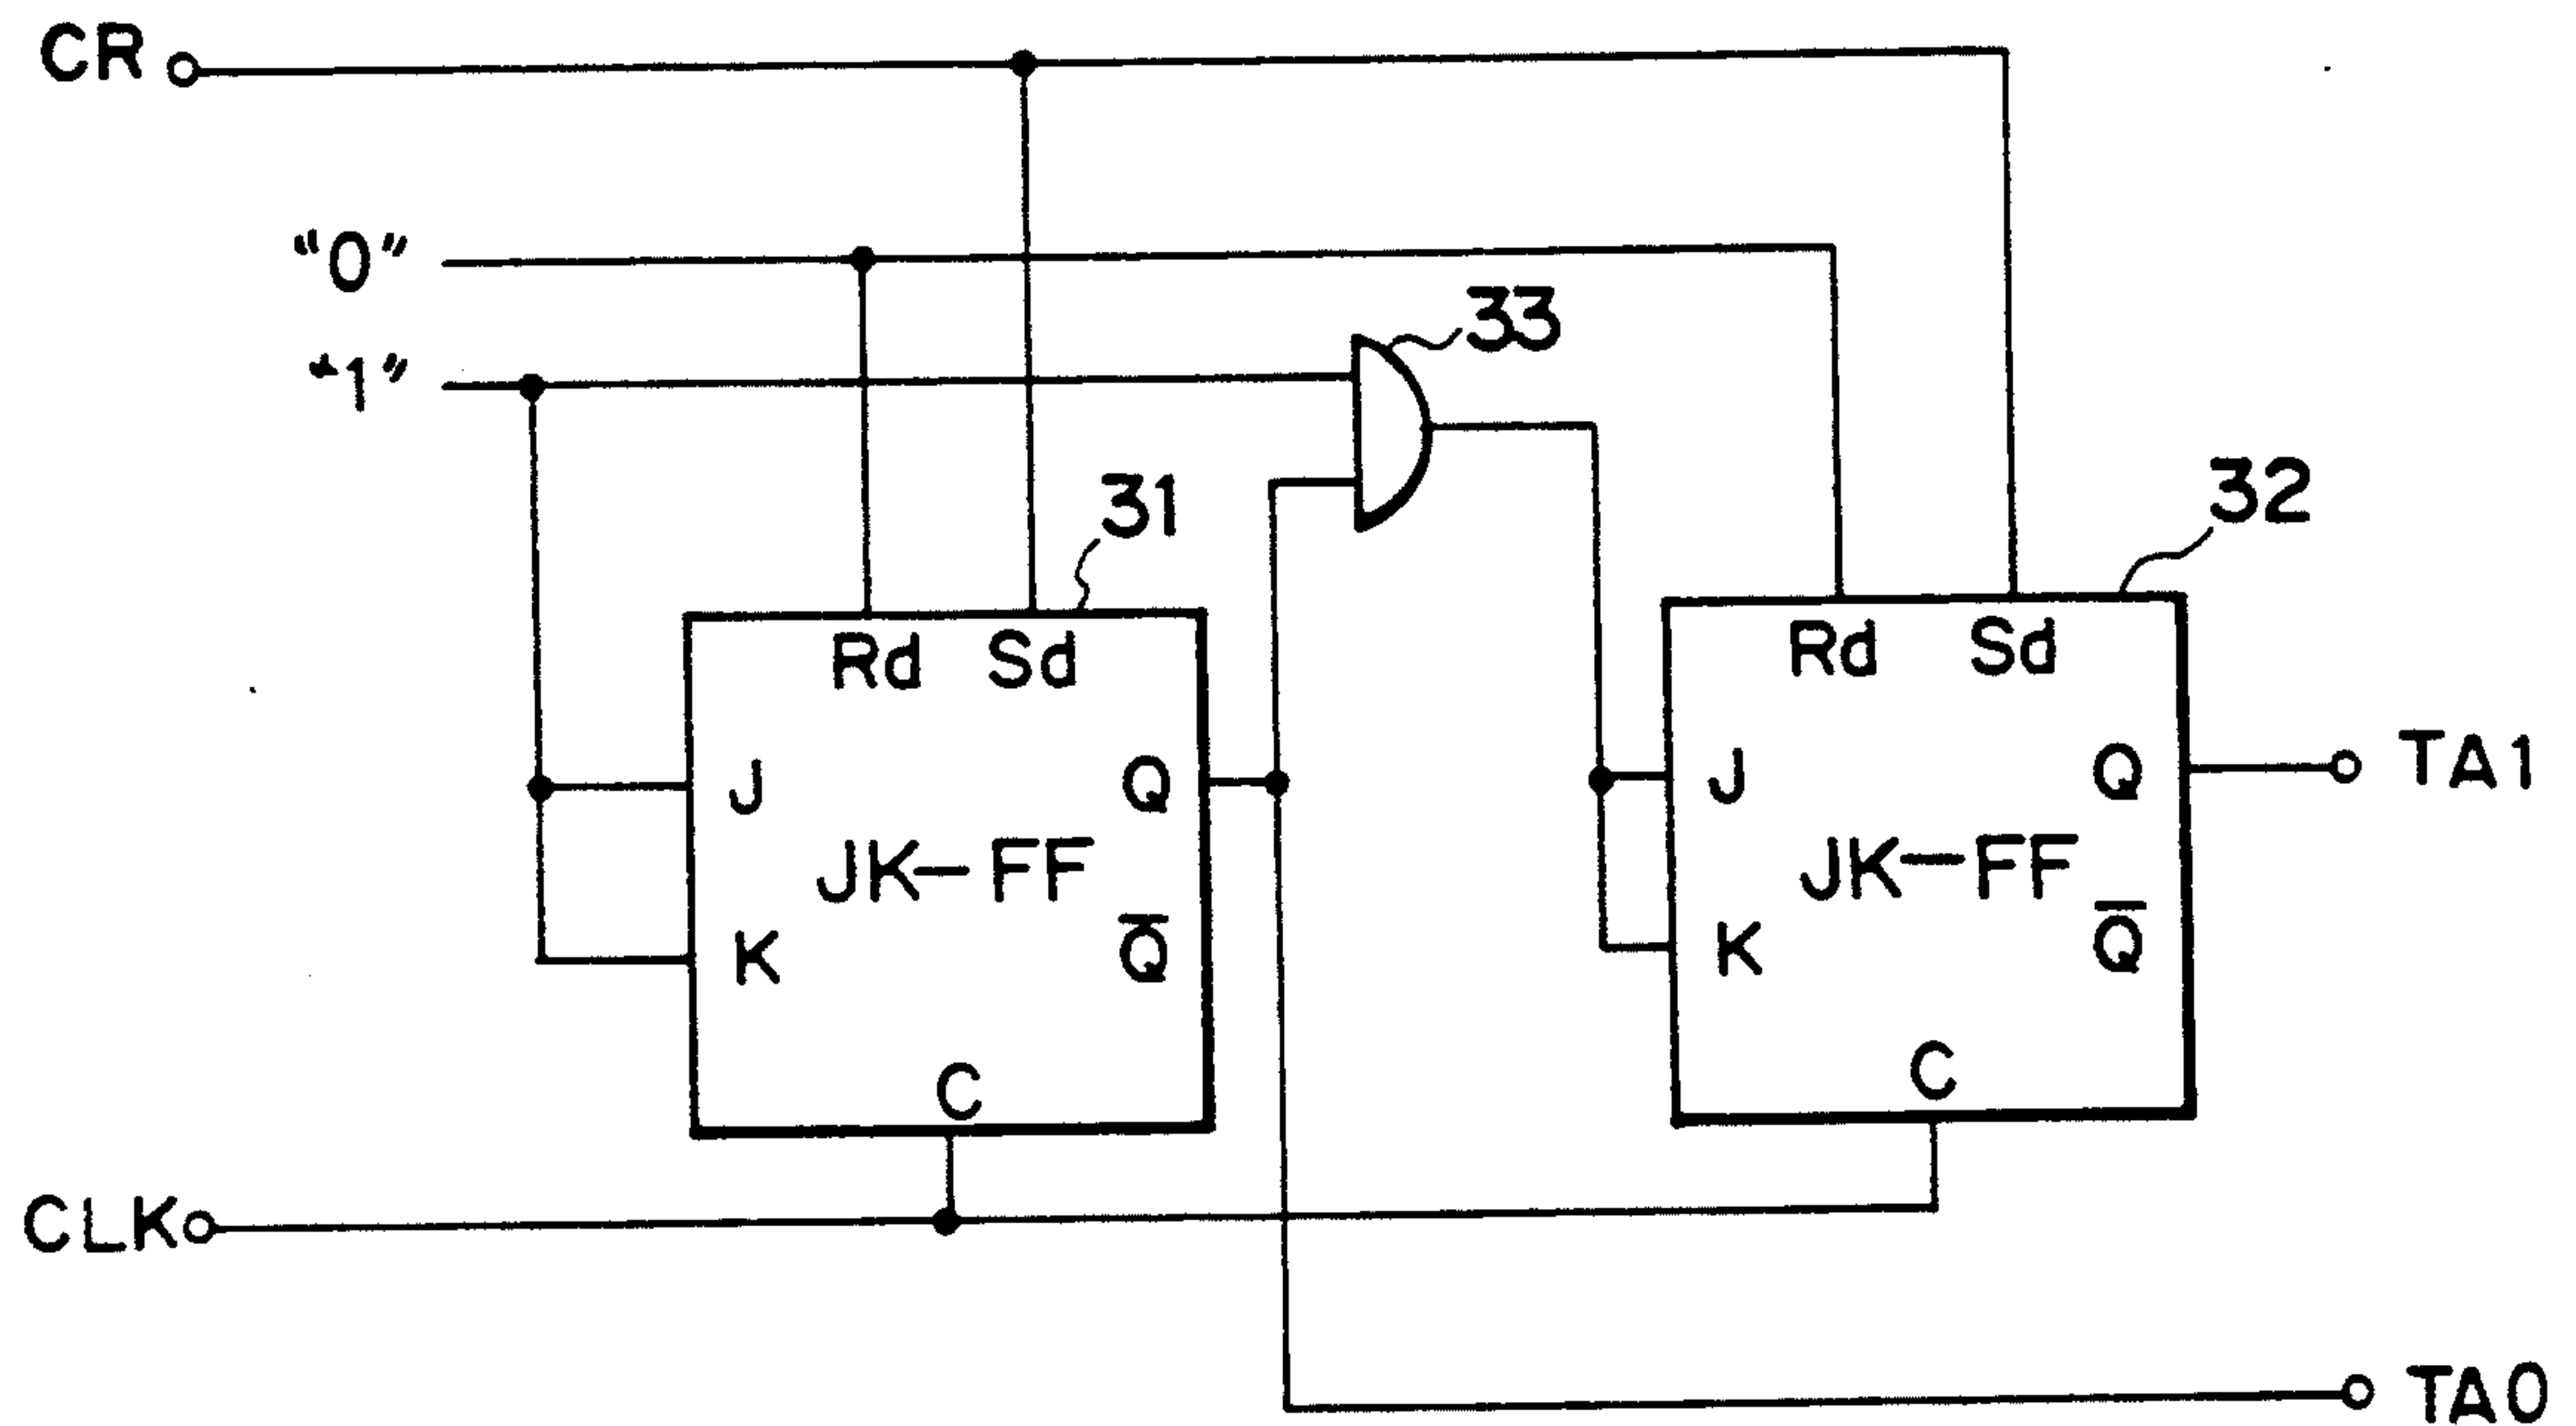 CR
"0"
"1"
33
31
32
Rd Sd
Rd Sd
J Q
JK-FF
K Q̅
C
J Q
JK-FF
K Q̅
C
TA1
CLK
TA0